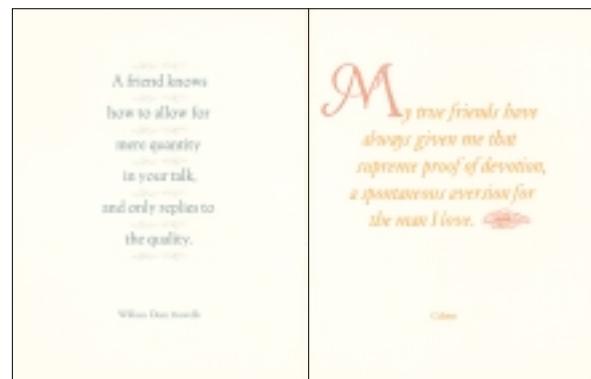 A friend knows
how to allow for
mere quantity
in your talk,
and only replies to
the quality.
William Dean Howells
My true friends have
always given me that
supreme proof of devotion,
a spontaneous aversion for
the man I love.
Colette